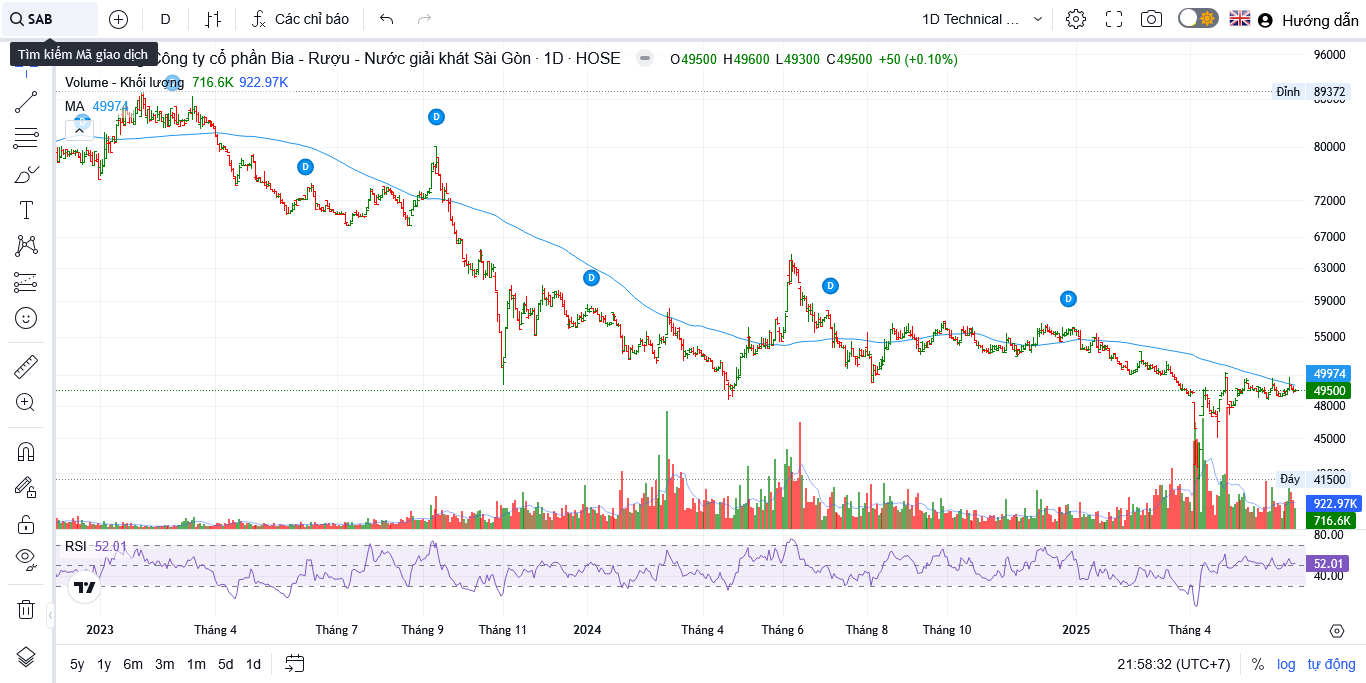 SAB
D
Các chỉ báo
1D Technical ...
Hướng dẫn
Tìm kiếm Mã giao dịch
Công ty cổ phần Bia - Rượu - Nước giải khát Sài Gòn · 1D · HOSE
O49500 H49600 L49300 C49500 +50 (+0.10%)
Volume - Khối lượng 716.6K 922.97K
MA 49974
D
D
D
D
D
96000
Đỉnh 89372
80000
72000
67000
63000
59000
55000
49974
49500
48000
45000
Đáy 41500
922.97K
716.6K
80.00
RSI 52.01
52.01
40.00
2023 Tháng 4 Tháng 7 Tháng 9 Tháng 11 2024 Tháng 4 Tháng 6 Tháng 8 Tháng 10 2025 Tháng 4
5y 1y 6m 3m 1m 5d 1d
21:58:32 (UTC+7) % log tự động